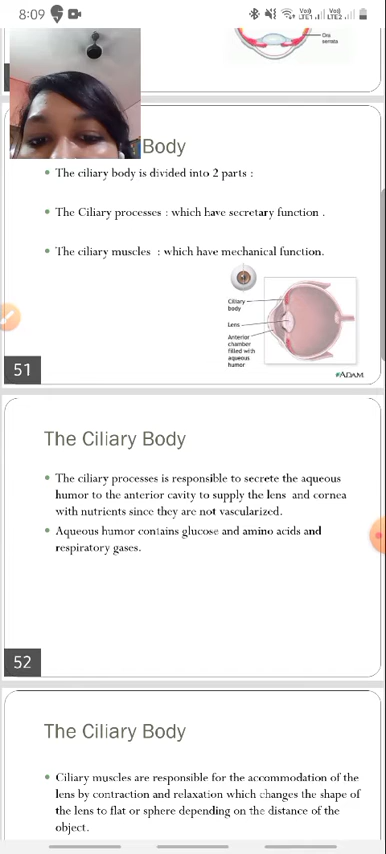 8:09
Vo))
LTE1
Vo))
LTE2
Ora
serrata
Body
The ciliary body is divided into 2 parts :
The Ciliary processes : which have secretary function .
The ciliary muscles : which have mechanical function.
Ciliary
body
Lens
Anterior
chamber
filled with
aqueous
humor
ADAM
51
The Ciliary Body
The ciliary processes is responsible to secrete the aqueous
humor to the anterior cavity to supply the lens and cornea
with nutrients since they are not vascularized.
Aqueous humor contains glucose and amino acids and
respiratory gases.
52
The Ciliary Body
Ciliary muscles are responsible for the accommodation of the
lens by contraction and relaxation which changes the shape of
the lens to flat or sphere depending on the distance of the
object.